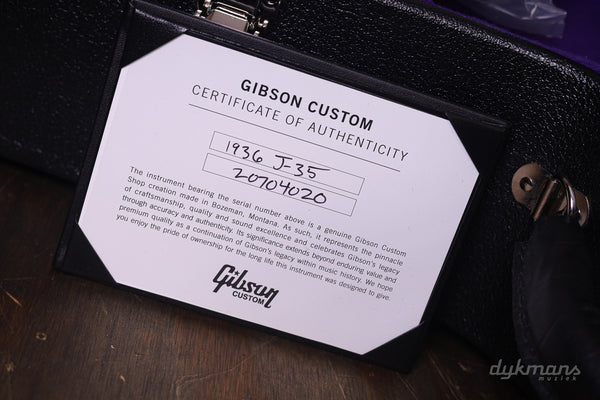 GIBSON CUSTOM
CERTIFICATE OF AUTHENTICITY
1936 J-35
20704020
The instrument bearing the serial number above is a genuine Gibson Custom
Shop creation made in Bozeman, Montana. As such, it represents the pinnacle
of craftsmanship, quality and sound excellence and celebrates Gibson's legacy
through accuracy and authenticity. Its significance extends beyond enduring value and
premium quality as a continuation of Gibson's legacy within music history. We hope
you enjoy the pride of ownership for the long life this instrument was designed to give.
Gibson
CUSTOM
dykmans
muziek